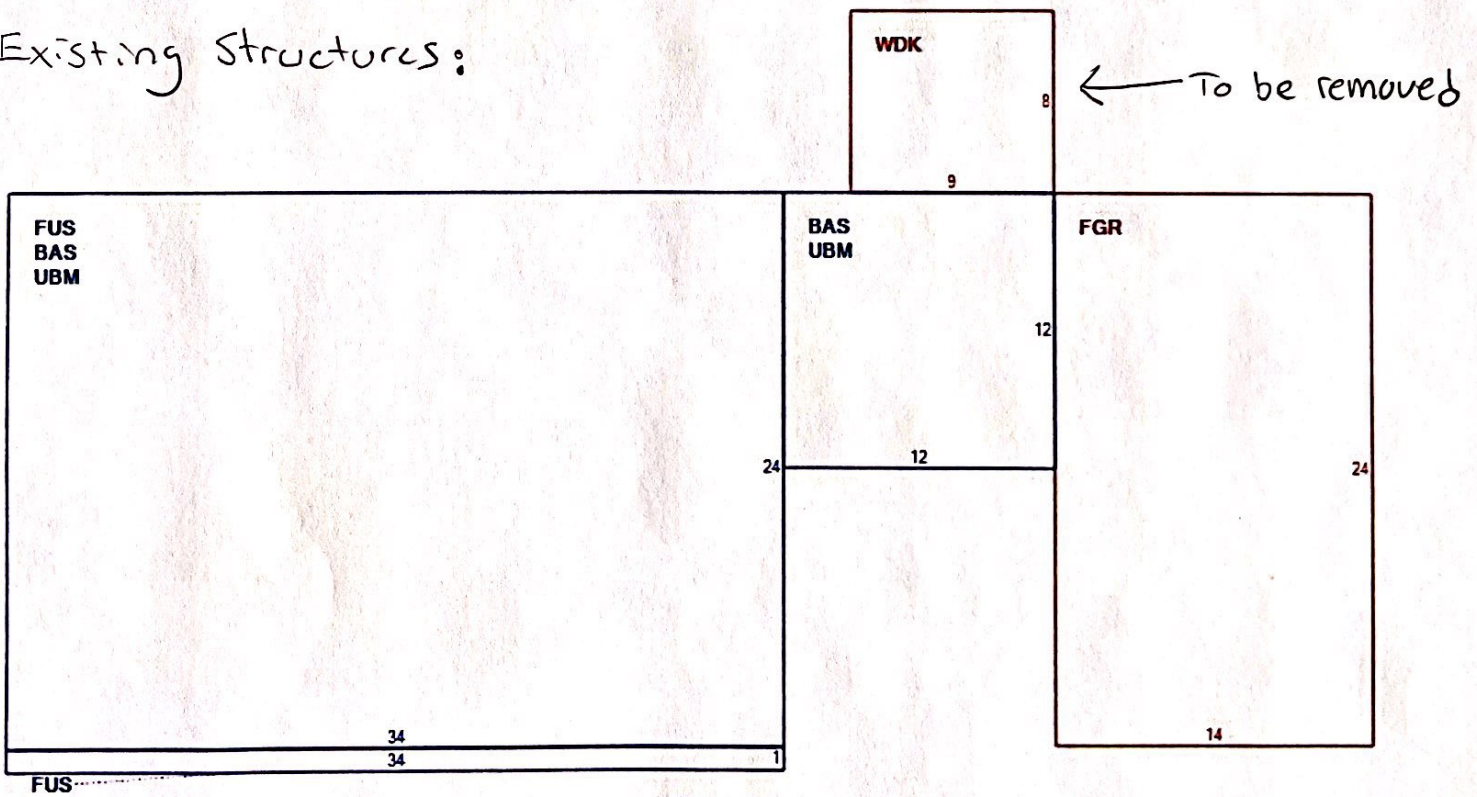 Existing Structures:
WDK
8
← To be removed
9
FUS
BAS
UBM
BAS
UBM
FGR
12
12
24
24
34
34
1
14
FUS